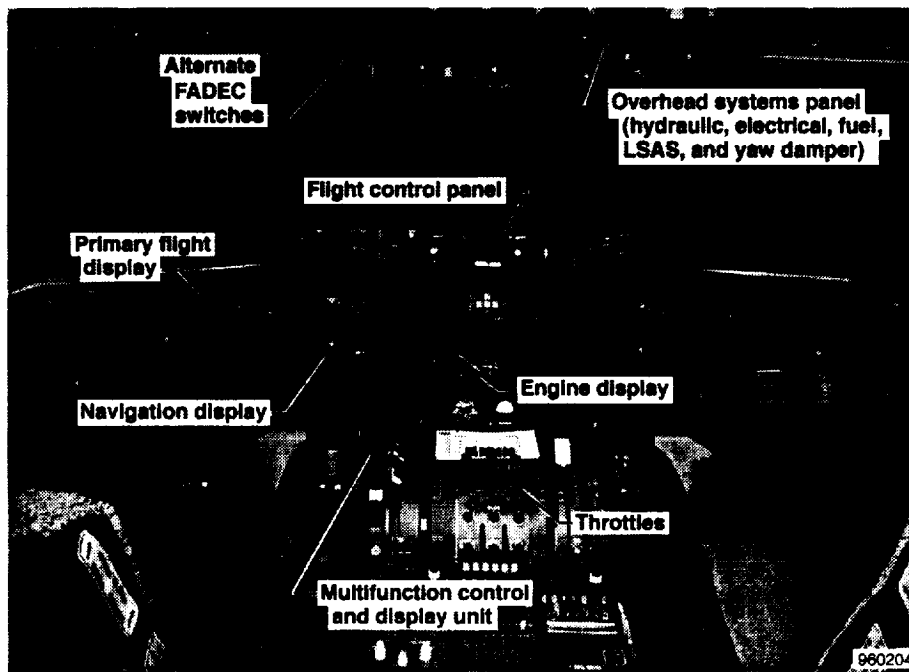 Alternate
FADEC
switches
Overhead systems panel
(hydraulic, electrical, fuel,
LSAS, and yaw damper)
Flight control panel
Primary flight
display
Engine display
Navigation display
Throttles
Multifunction control
and display unit
960204